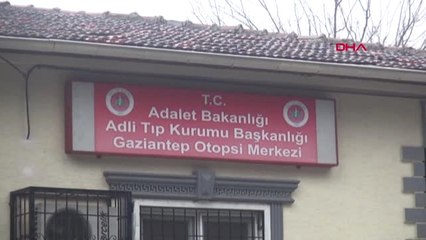 DHA
T.C.
Adalet Bakanlığı
Adli Tıp Kurumu Başkanlığı
Gaziantep Otopsi Merkezi